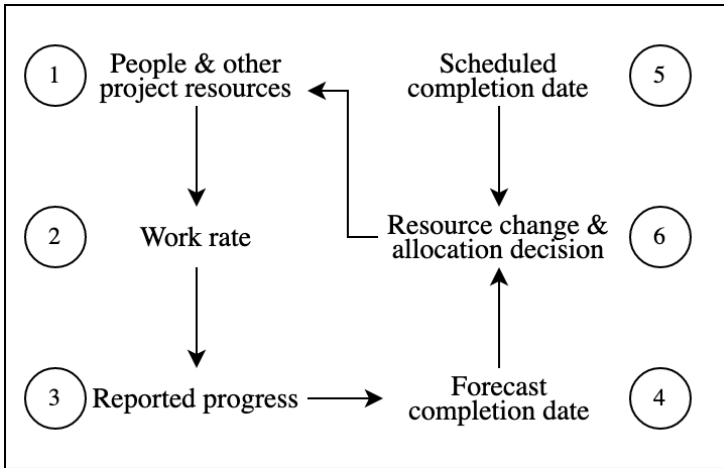 1
People & other
project resources
Scheduled
completion date
5
2
Work rate
Resource change &
allocation decision
6
3
Reported progress
Forecast
completion date
4